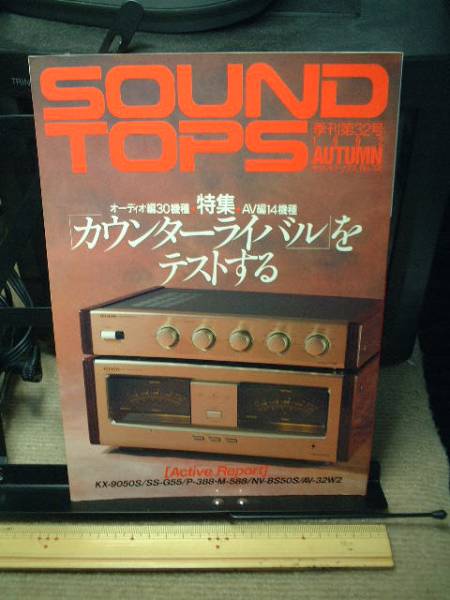 SOUND
TOPS
季刊第32号
AUTUMN
オーディオ編30機種・特集・AV編14機種
「カウンターライバル」を
テストする
[Active Report]
KX-9050S/SS-G55/P-388・M-588/NV-BS50S/AV-32W2